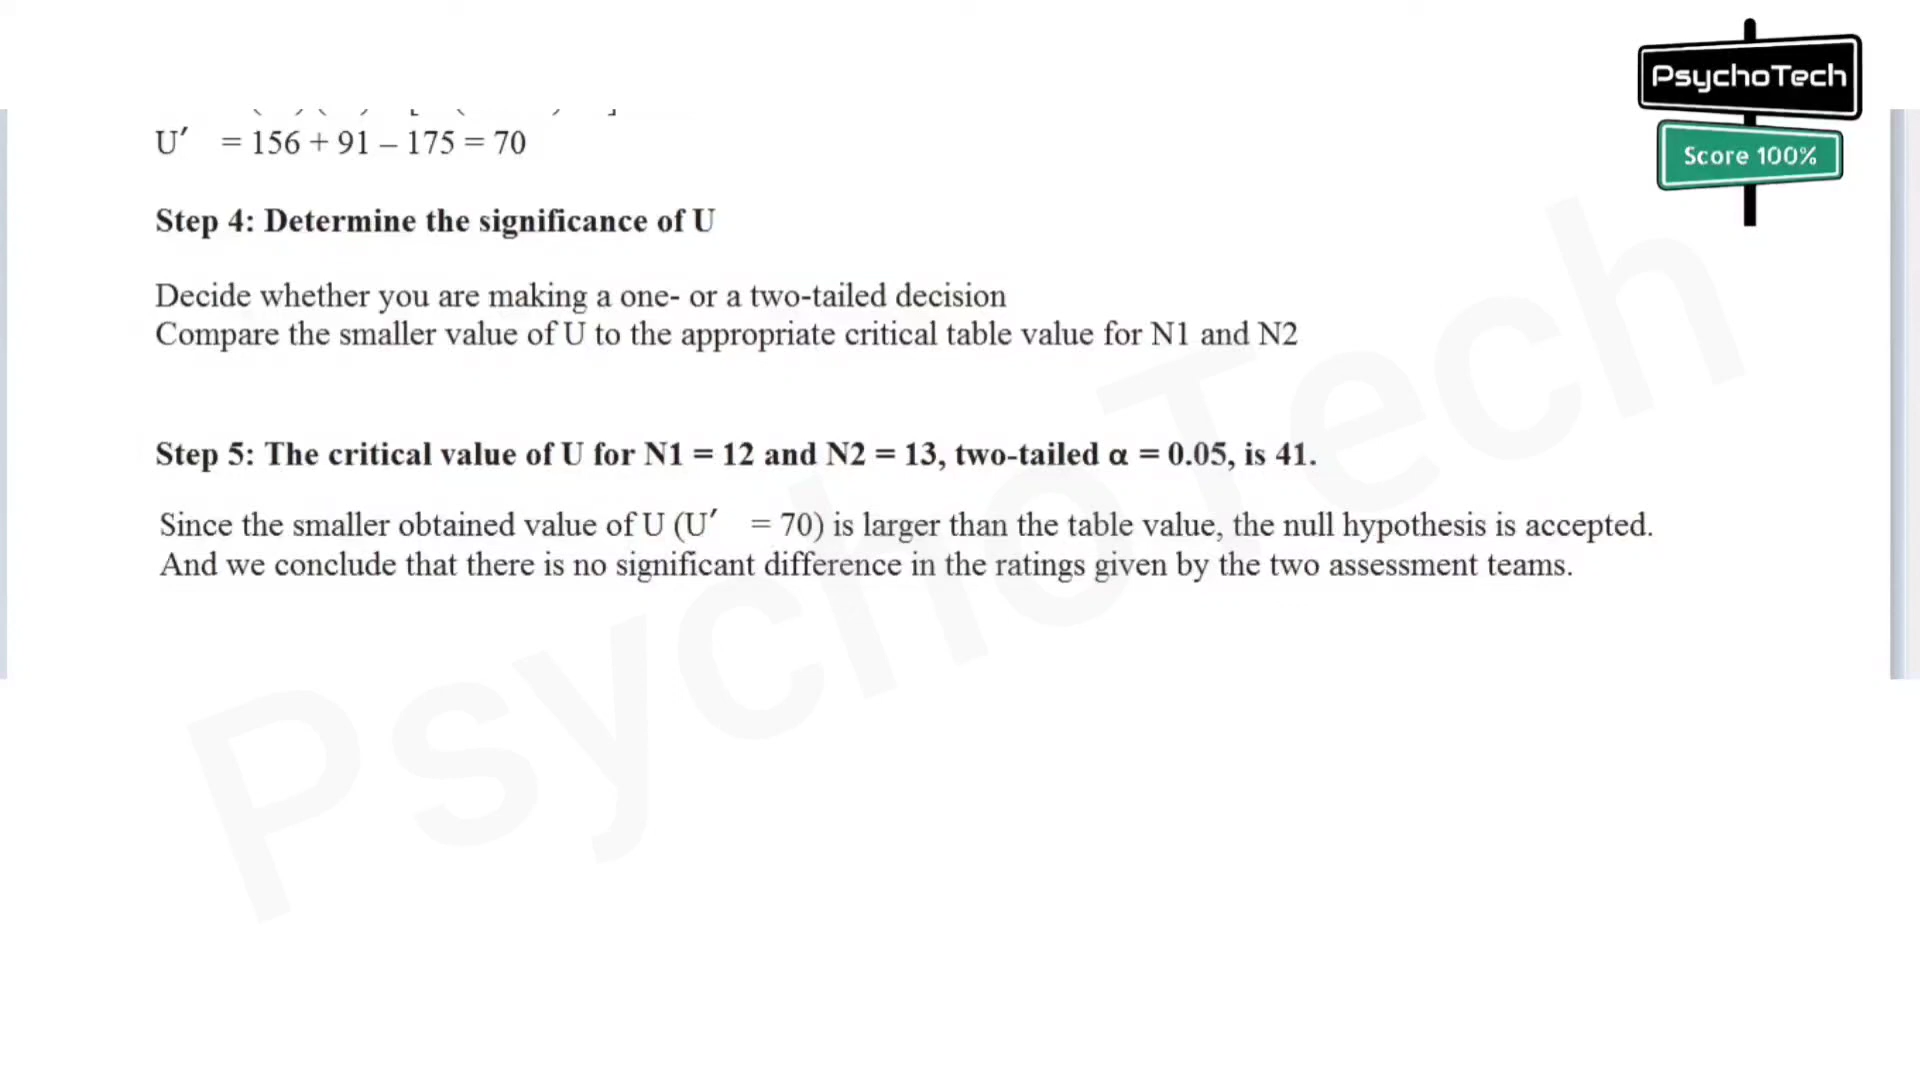 PsychoTech
Score 100%
U′ = 156 + 91 – 175 = 70
Step 4: Determine the significance of U
Decide whether you are making a one- or a two-tailed decision
Compare the smaller value of U to the appropriate critical table value for N1 and N2
Step 5: The critical value of U for N1 = 12 and N2 = 13, two-tailed α = 0.05, is 41.
Since the smaller obtained value of U (U′ = 70) is larger than the table value, the null hypothesis is accepted.
And we conclude that there is no significant difference in the ratings given by the two assessment teams.
PsychoTech